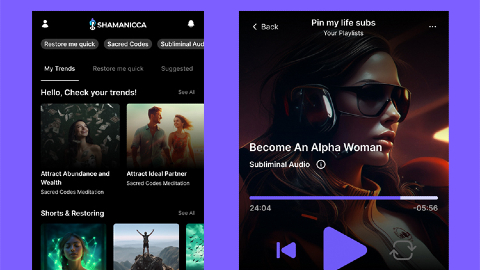 SHAMANICCA
Restore me quick
Sacred Codes
Subliminal Aud
My Trends
Restore me quick
Suggested
Hello, Check your trends!
See All
Attract Abundance and
Wealth
Sacred Codes Meditation
Attract Ideal Partner
Sacred Codes Meditation
Shorts & Restoring
See All
Back
Pin my life subs
Your Playlists
Become An Alpha Woman
Subliminal Audio
24:04
-05:56